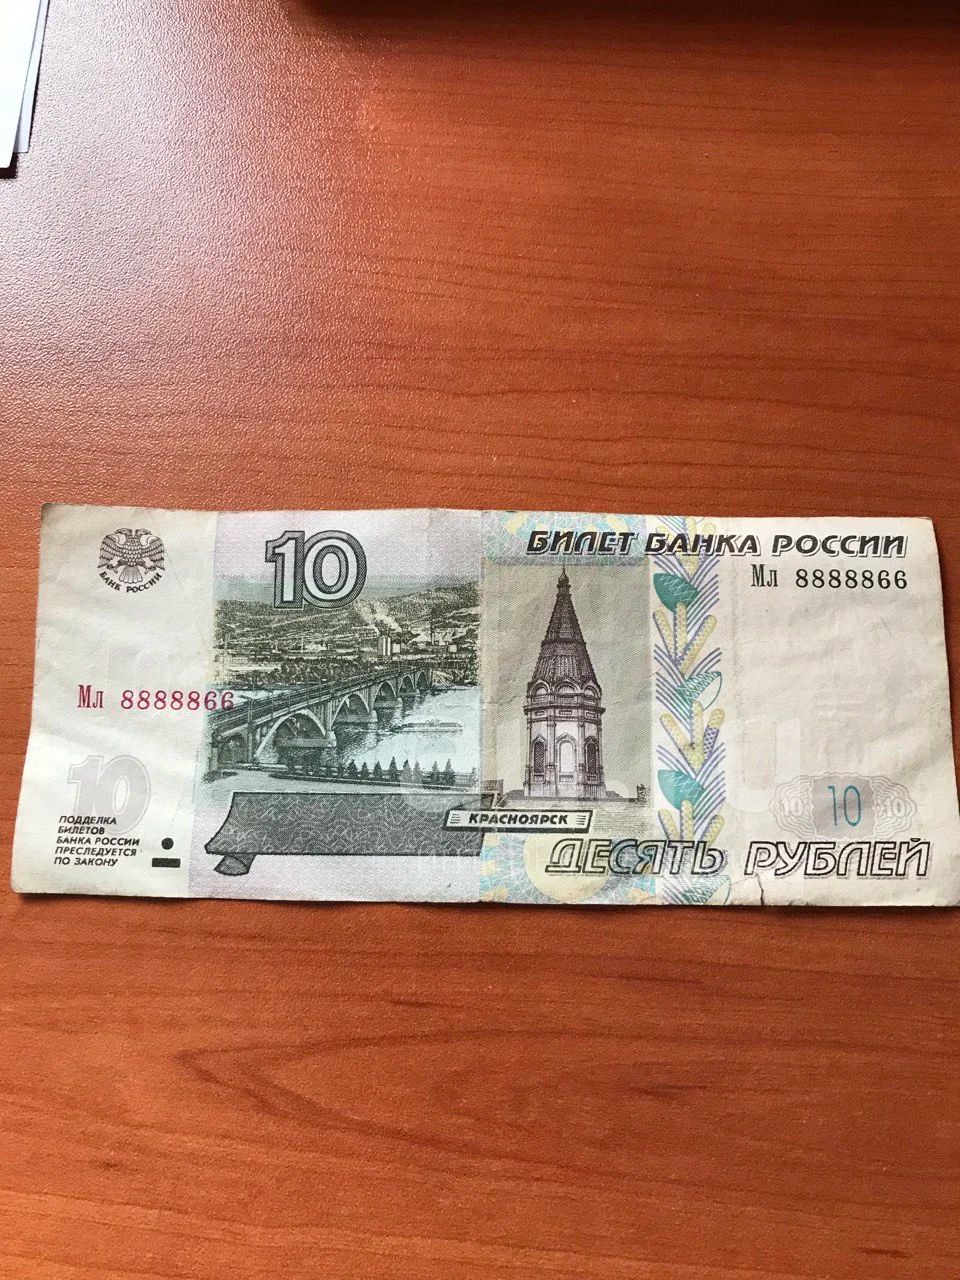 10
БИЛЕТ БАНКА РОССИИ
Мл 8888866
БАНК РОССИИ
Мл 8888866
10
ПОДДЕЛКА
БИЛЕТОВ
БАНКА РОССИИ
ПРЕСЛЕДУЕТСЯ
ПО ЗАКОНУ
КРАСНОЯРСК
10 10 10
ДЕСЯТЬ РУБЛЕЙ